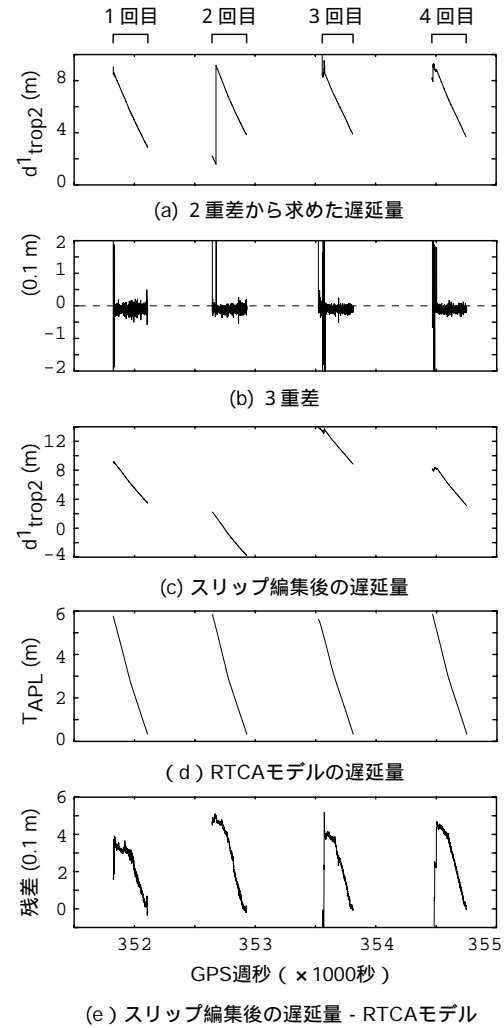 1 回目 2 回目 3 回目 4 回目
d¹trop2 (m)
8
4
0
(a) 2 重差から求めた遅延量
(0.1 m)
2
1
0
-1
-2
(b) 3 重差
d¹trop2 (m)
12
8
4
0
-4
(c) スリップ編集後の遅延量
TAPL (m)
6
4
2
0
( d ) RTCAモデルの遅延量
残差 (0.1 m)
6
4
2
0
352 353 354 355
GPS週秒 ( ×1000秒 )
(e ) スリップ編集後の遅延量 - RTCAモデル